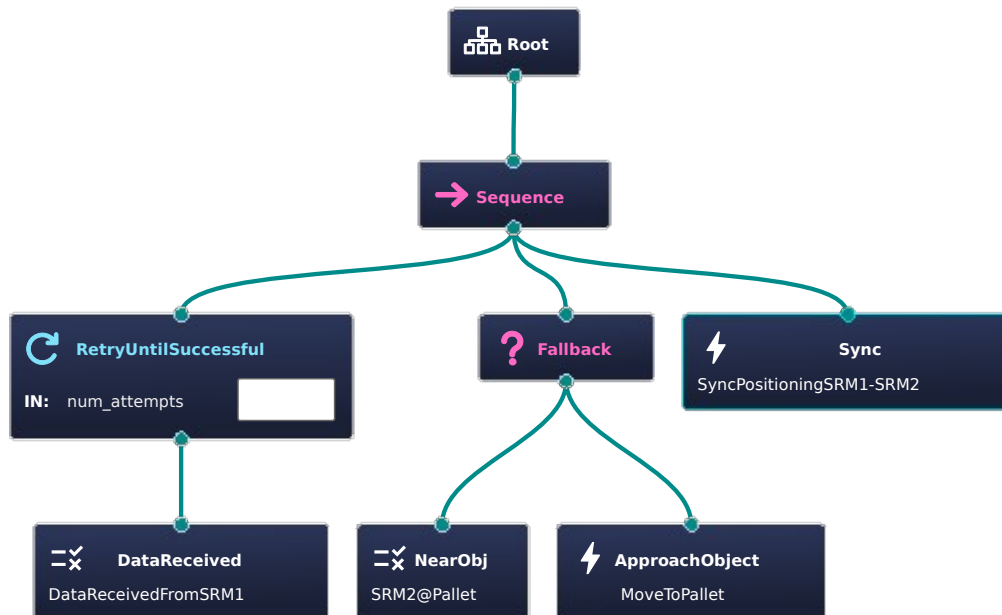 Root
Sequence
RetryUntilSuccessful
IN: num_attempts
Fallback
Sync
SyncPositioningSRM1-SRM2
DataReceived
DataReceivedFromSRM1
NearObj
SRM2@Pallet
ApproachObject
MoveToPallet